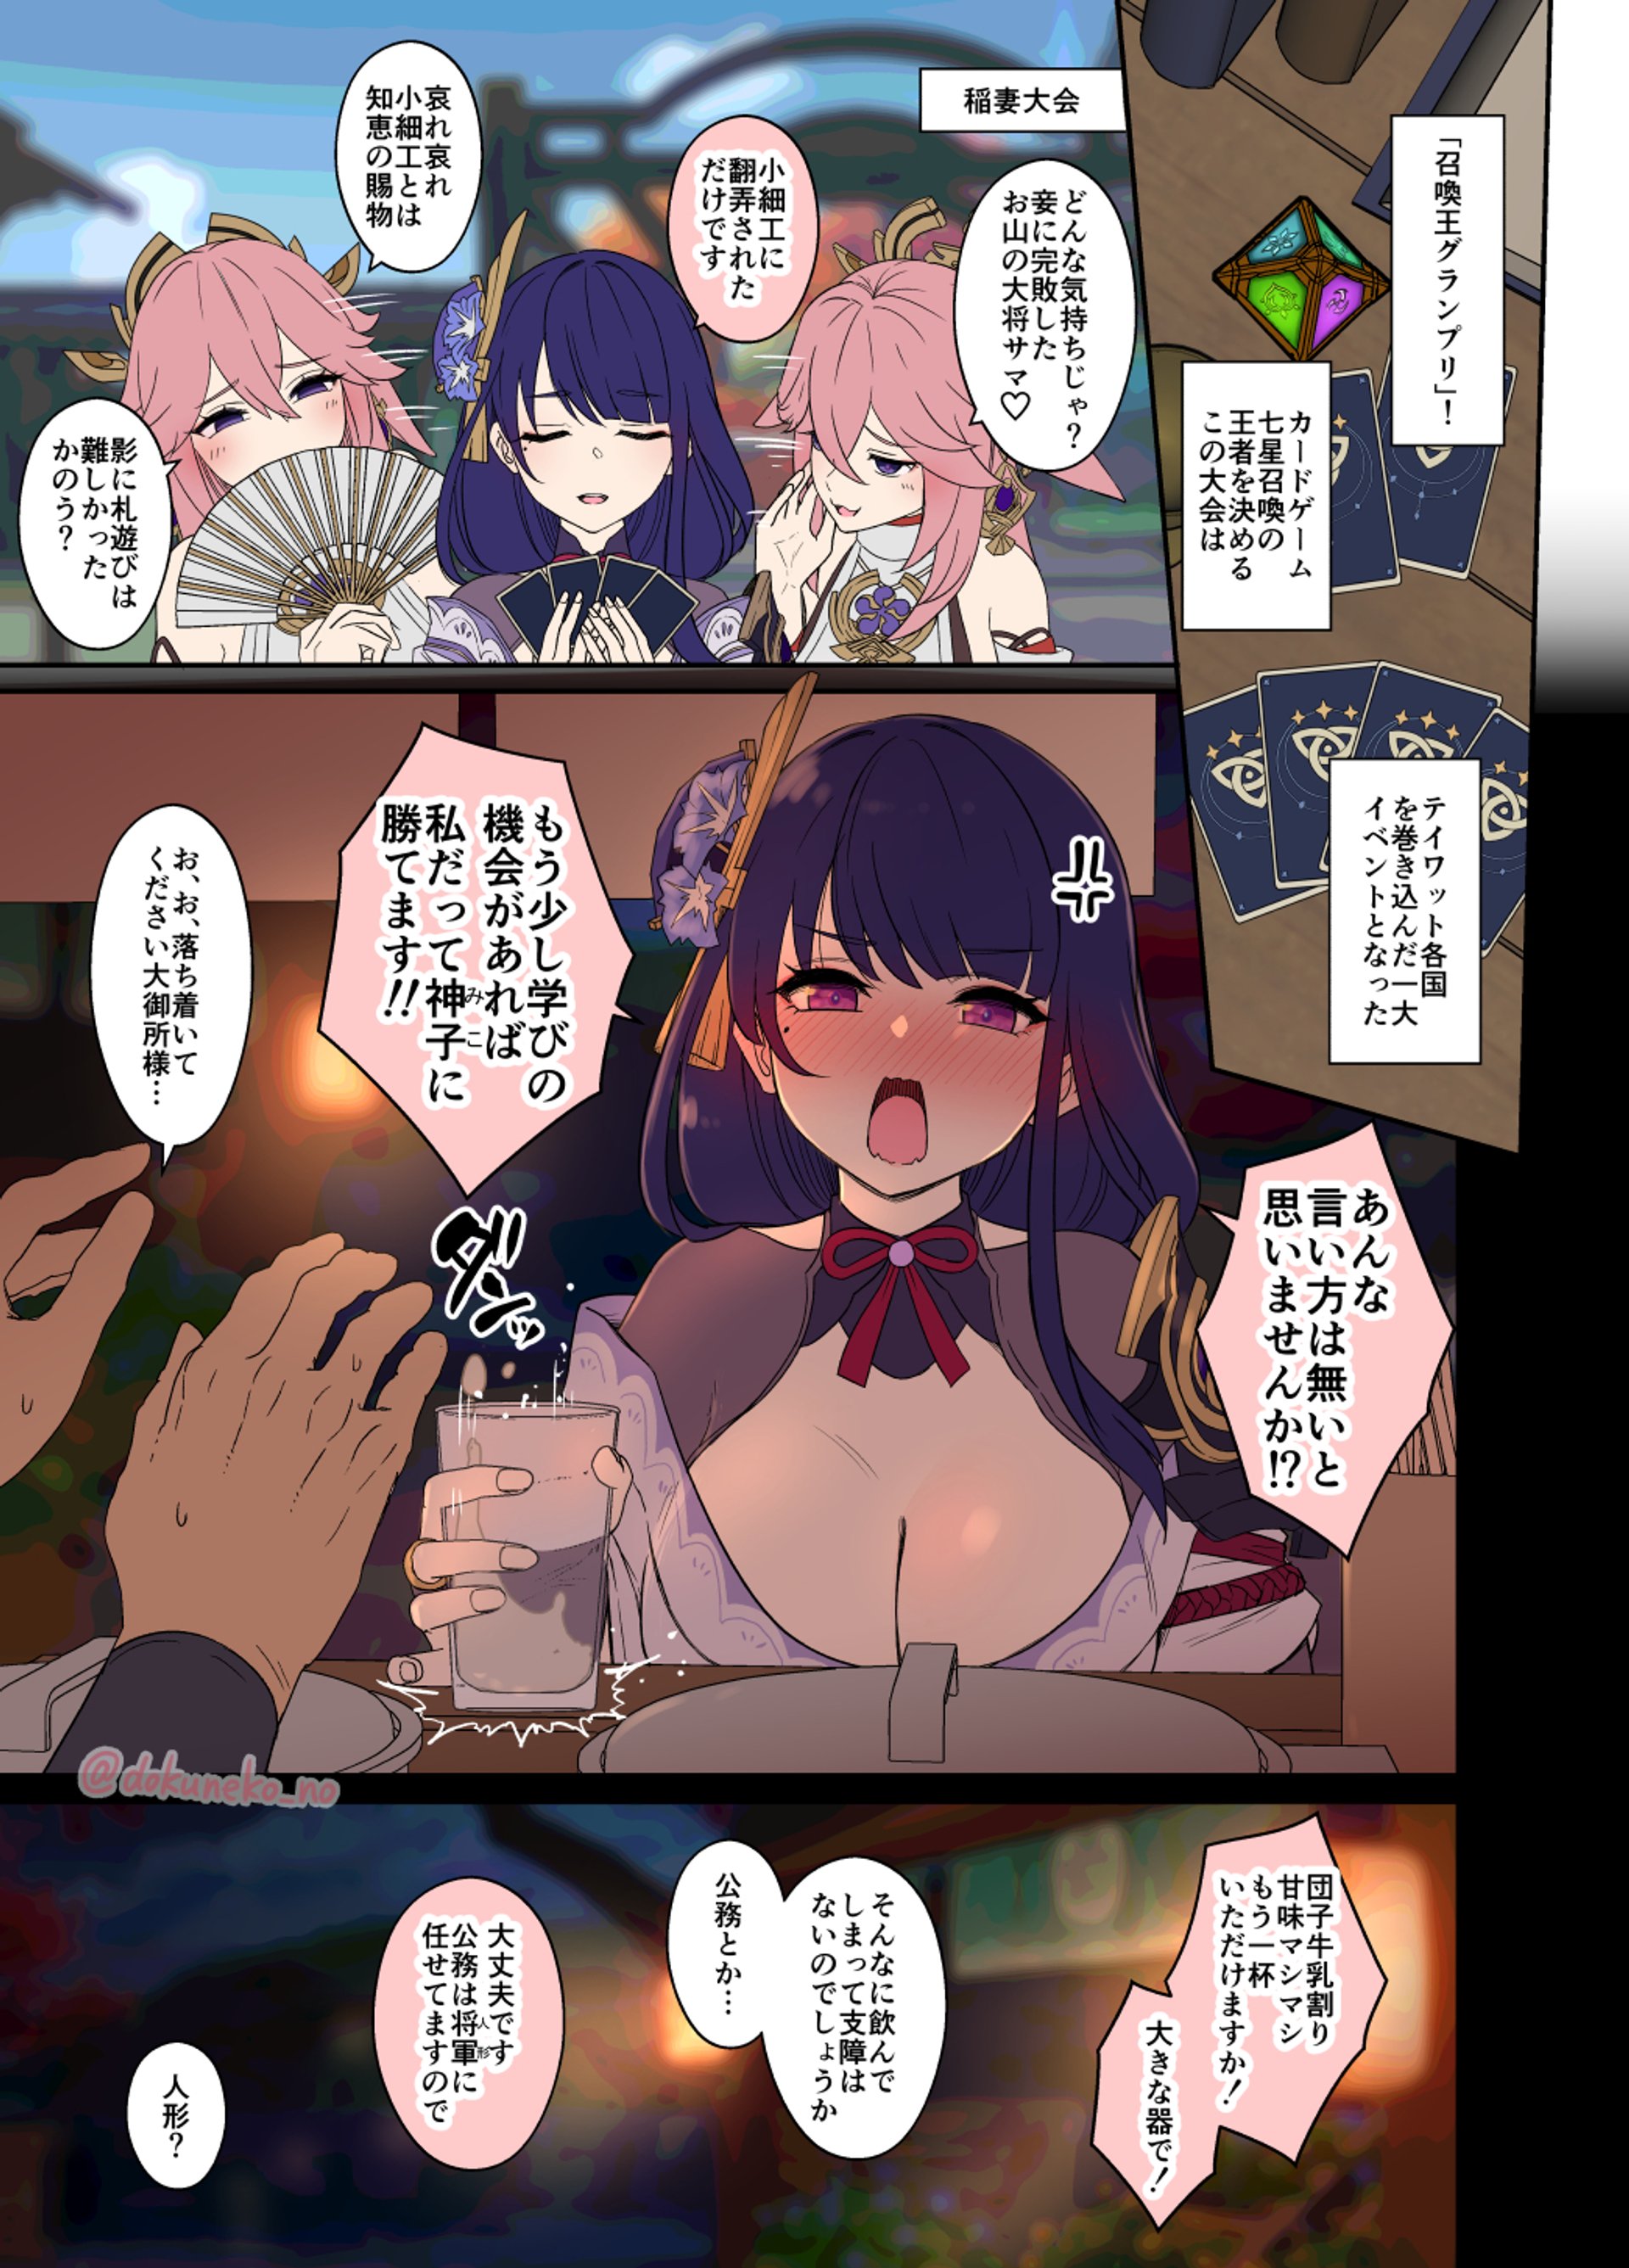 「召喚王グランプリ」！
カードゲーム
七星召喚の
王者を決める
この大会は
テイワット各国
を巻き込んだ一大
イベントとなった
稲妻大会
どんな気持ちじゃ？
妾に完敗した
お山の大将サマ♡
小細工に
翻弄された
だけです
哀れ哀れ
小細工とは
知恵の賜物
影に札遊びは
難しかった
かのう？
あんな
言い方は無いと
思いませんか!?
もう少し学びの
機会があれば
私だって神子に
みこ
勝てます!!
ダンッ
お、お、落ち着いて
ください大御所様…
@dokuneko_no
団子牛乳割り
甘味マシマシ
もう一杯
いただけますか！
大きな器で！
そんなに飲んで
しまって支障は
ないのでしょうか
公務とか…
大丈夫です
公務は将軍に
人形
任せてますので
人形？